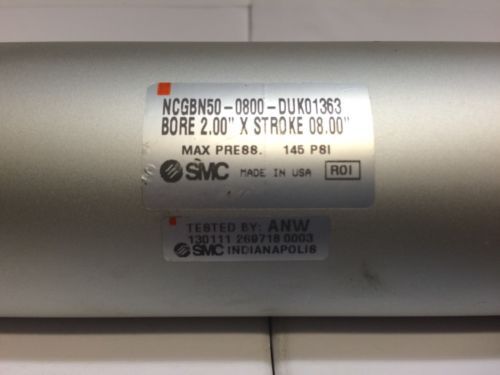 NCGBN50-0800-DUK01363
BORE 2.00" X STROKE 08.00"
MAX PRESS. 145 PSI
SMC MADE IN USA ROI
TESTED BY: ANW
130111 269718 0003
SMC INDIANAPOLIS